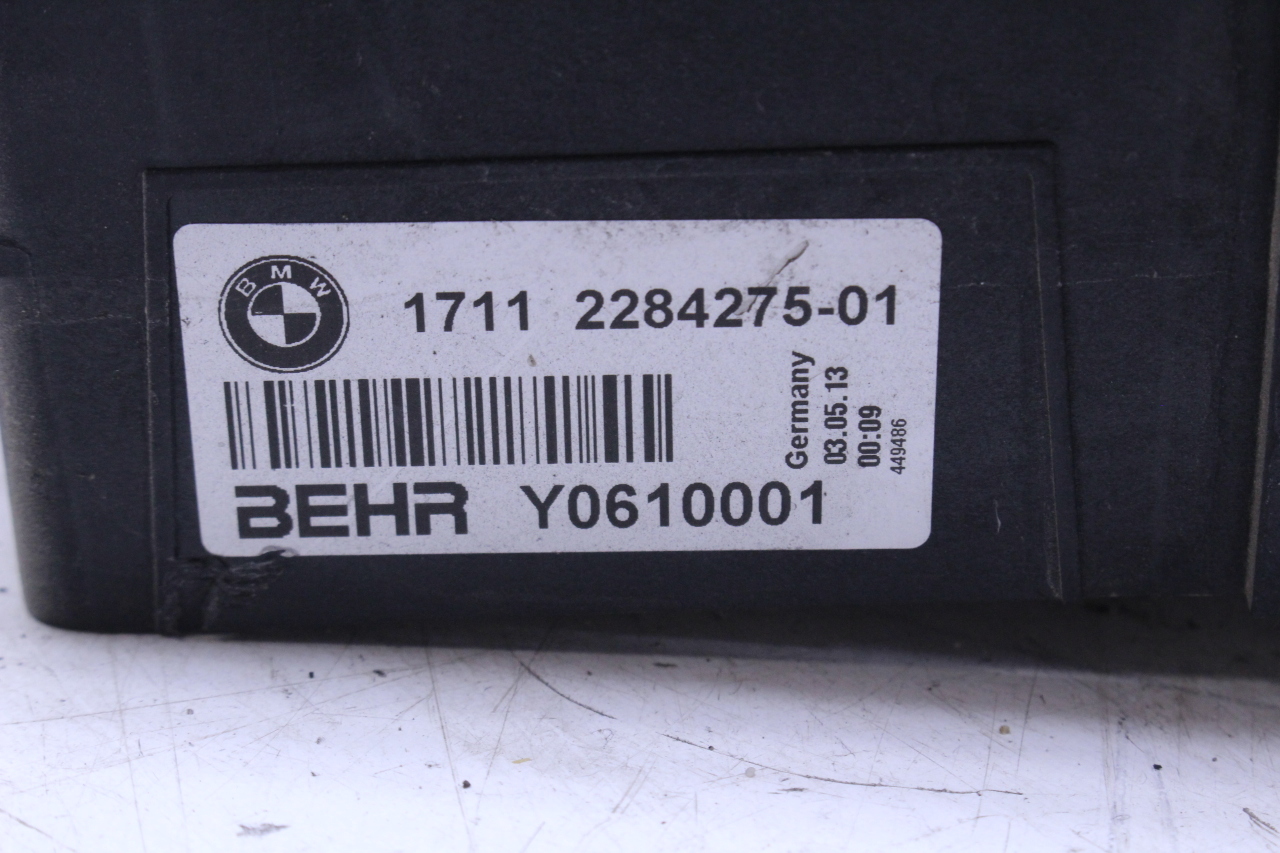 BMW
1711 2284275-01
Germany
03.05.13
00:09
449486
BEHR Y0610001